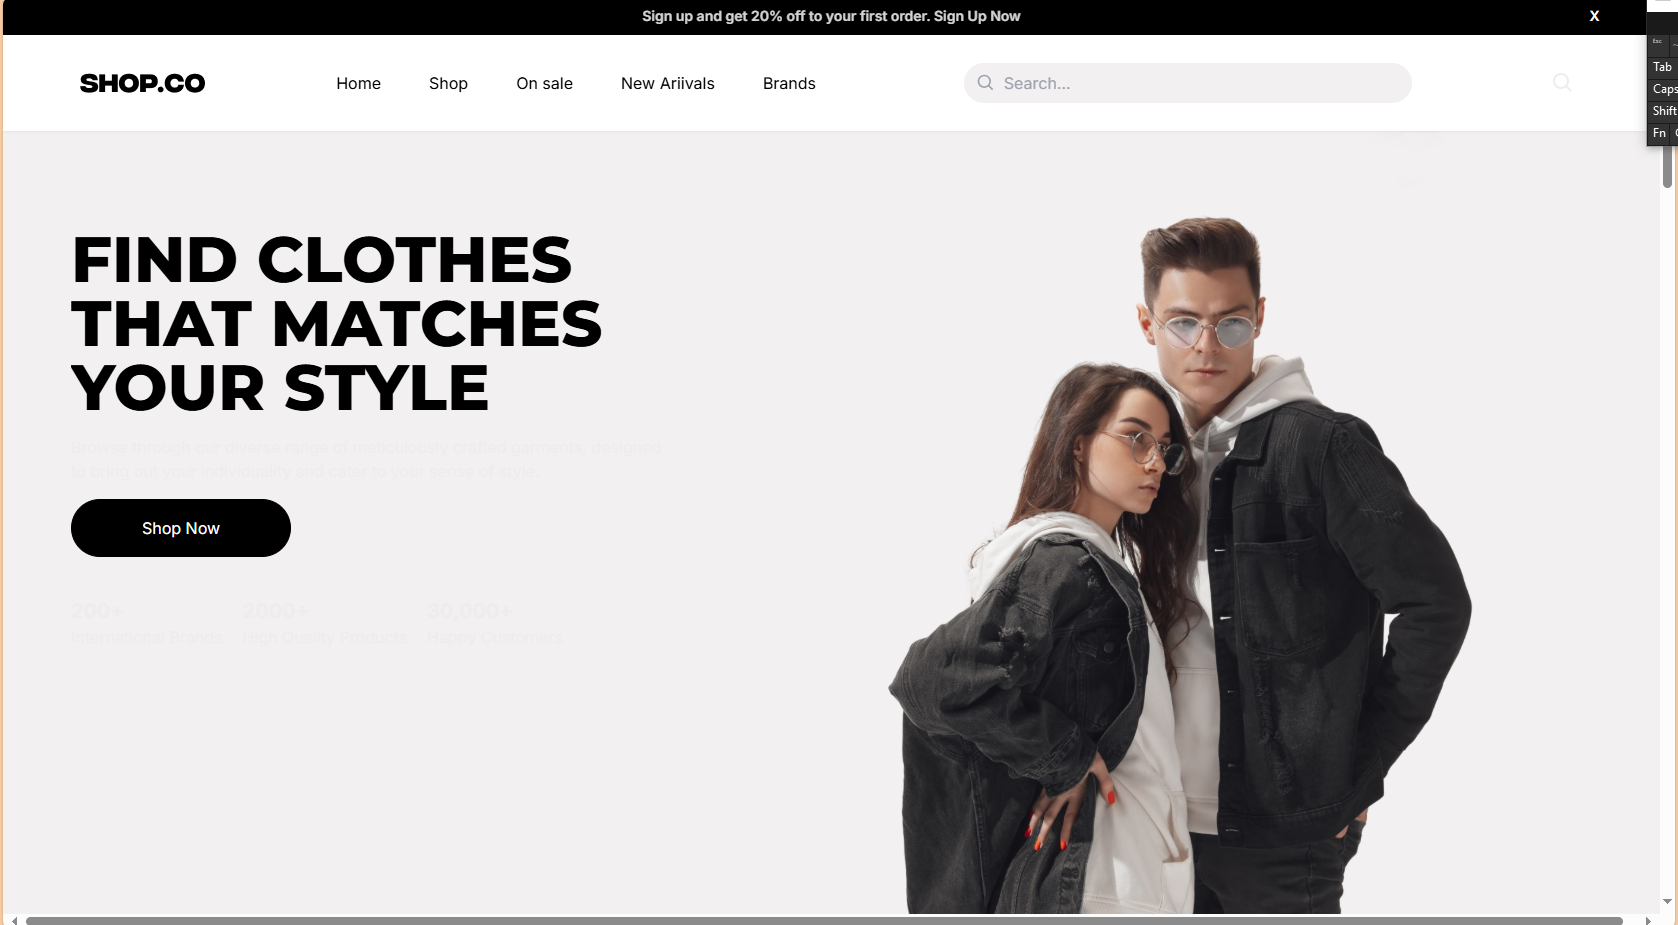 Sign up and get 20% off to your first order. Sign Up Now
X
SHOP.CO
Home
Shop
On sale
New Ariivals
Brands
Search...
Esc
Tab
Caps
Shift
Fn
FIND CLOTHES
THAT MATCHES
YOUR STYLE
Browse through our diverse range of meticulously crafted garments, designed
to bring out your individuality and cater to your sense of style.
Shop Now
200+
2000+
30,000+
International Brands
High Quality Products
Happy Customers